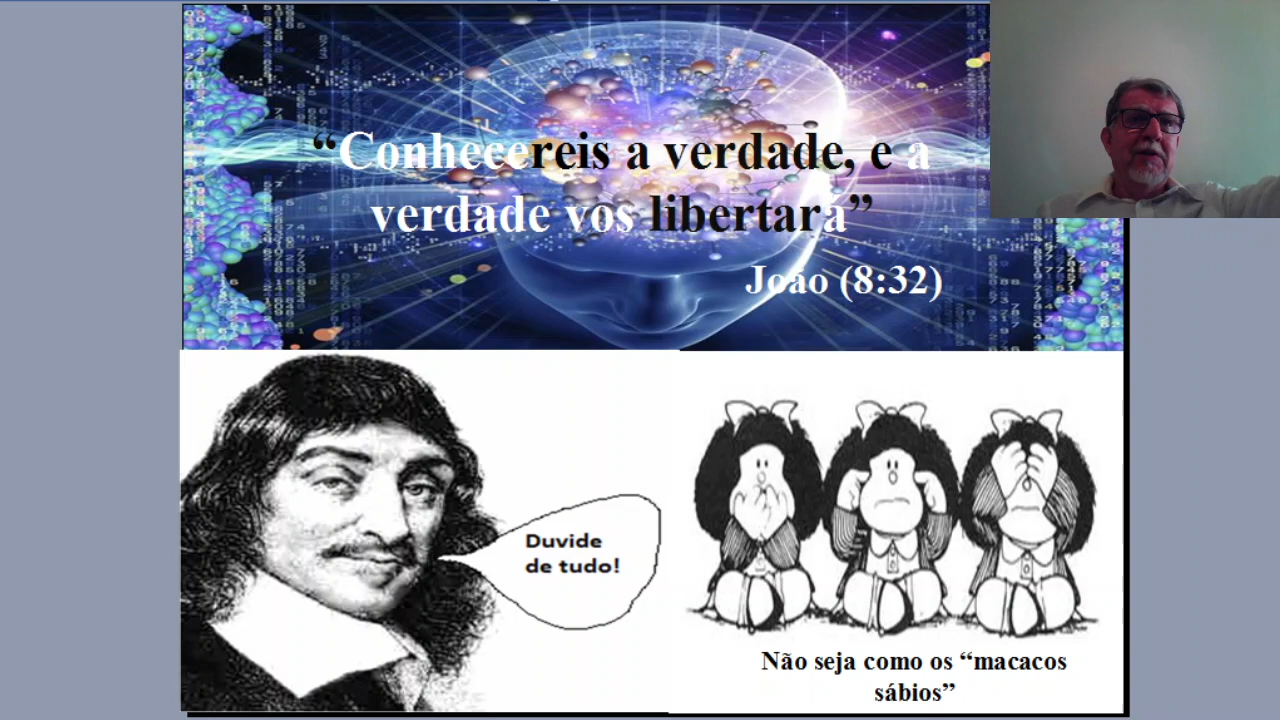 “Conhecereis a verdade, e a
verdade vos libertará”
João (8:32)
Duvide
de tudo!
Não seja como os “macacos
sábios”